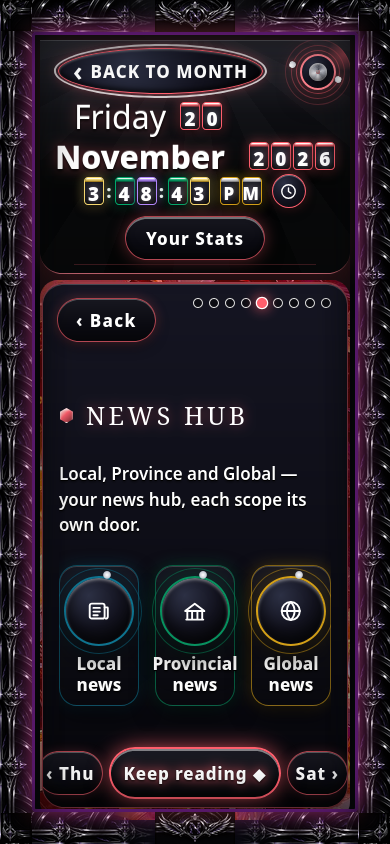 ‹ BACK TO MONTH
Friday 20
November 2026
3:48:43 PM
Your Stats
‹ Back
NEWS HUB
Local, Province and Global —
your news hub, each scope its
own door.
Local news
Provincial news
Global news
‹ Thu
Keep reading ◆
Sat ›